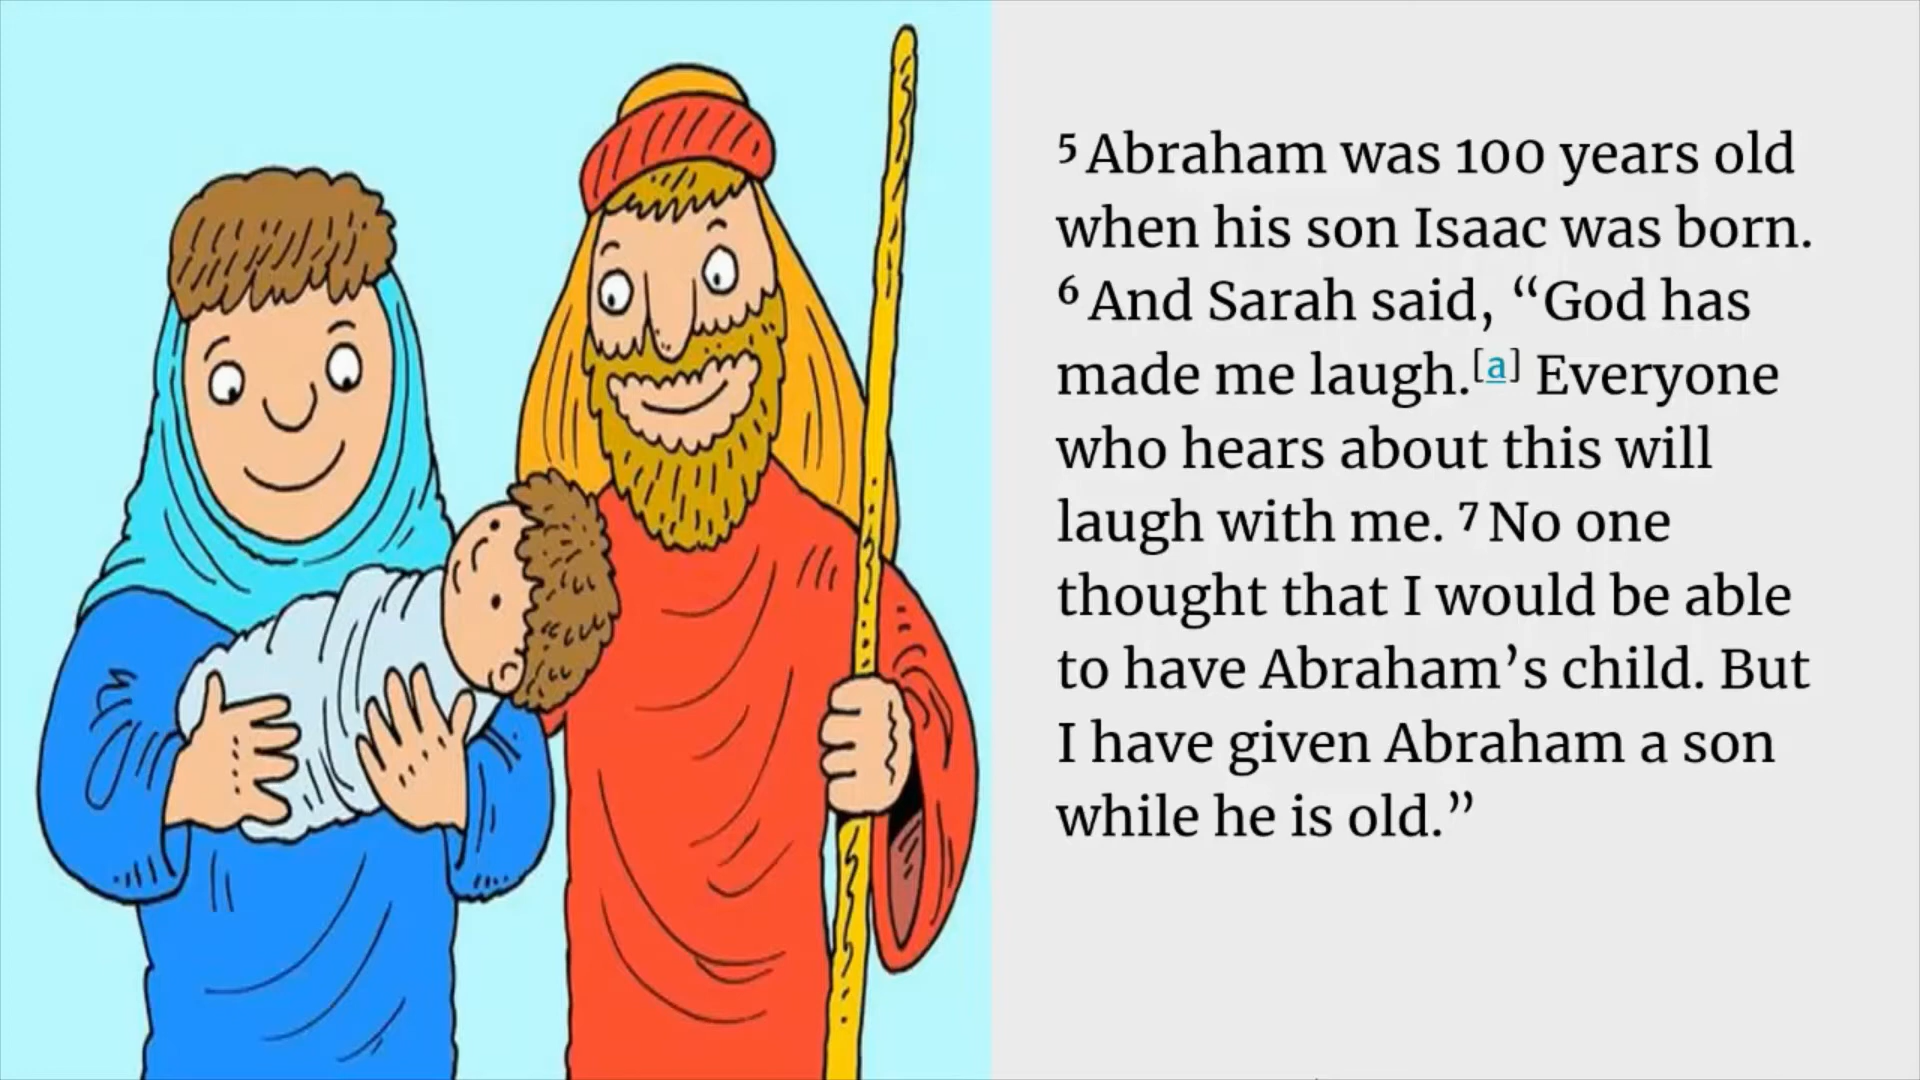 ⁵ Abraham was 100 years old
when his son Isaac was born.
⁶ And Sarah said, “God has
made me laugh.[a] Everyone
who hears about this will
laugh with me. ⁷ No one
thought that I would be able
to have Abraham’s child. But
I have given Abraham a son
while he is old.”